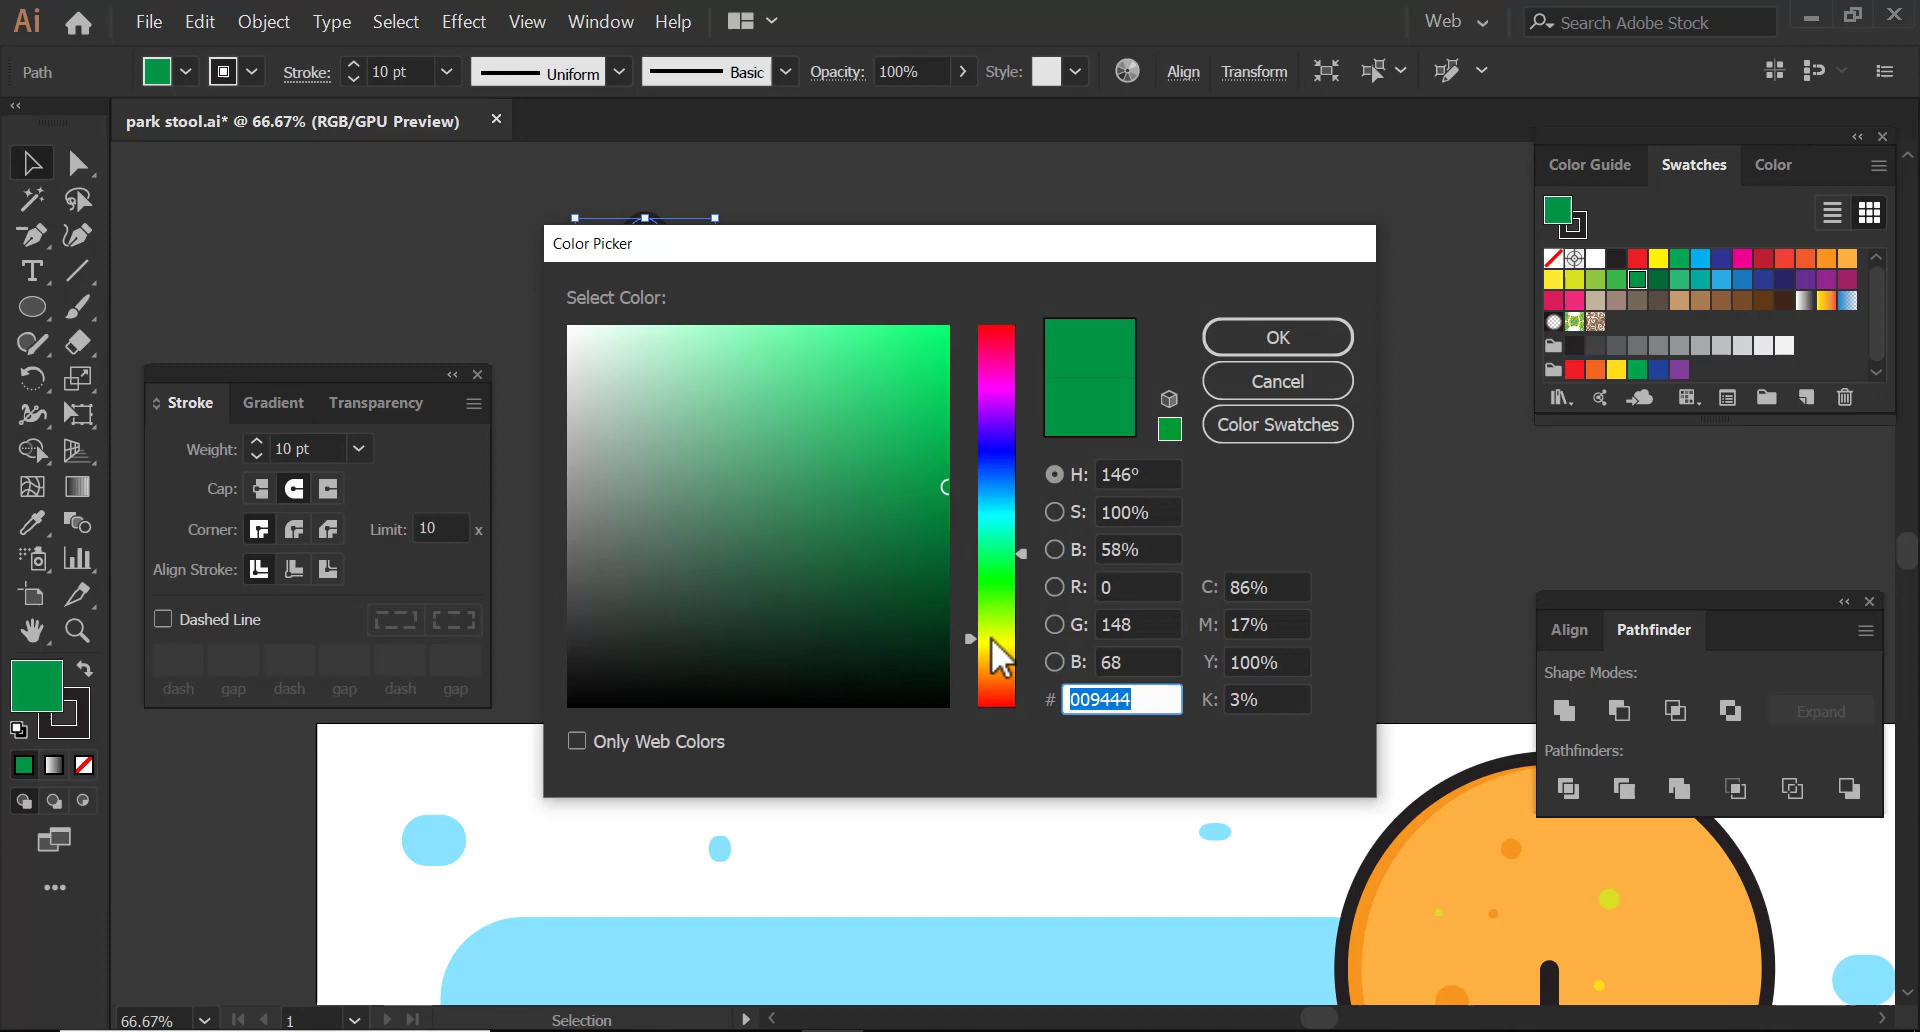 Ai File Edit Object Type Select Effect View Window Help Web Search Adobe Stock
Path Stroke: 10 pt Uniform Basic Opacity: 100% Style: Align Transform
park stool.ai* @ 66.67% (RGB/GPU Preview)
Color Guide Swatches Color
Color Picker
Select Color:
OK
Cancel
Color Swatches
Stroke Gradient Transparency
Weight: 10 pt
Cap:
Corner: Limit: 10 x
Align Stroke:
Dashed Line
dash gap dash gap dash gap
H: 146°
S: 100%
B: 58%
R: 0 C: 86%
G: 148 M: 17%
B: 68 Y: 100%
# 009444 K: 3%
Only Web Colors
Align Pathfinder
Shape Modes:
Expand
Pathfinders:
66.67% 1 Selection